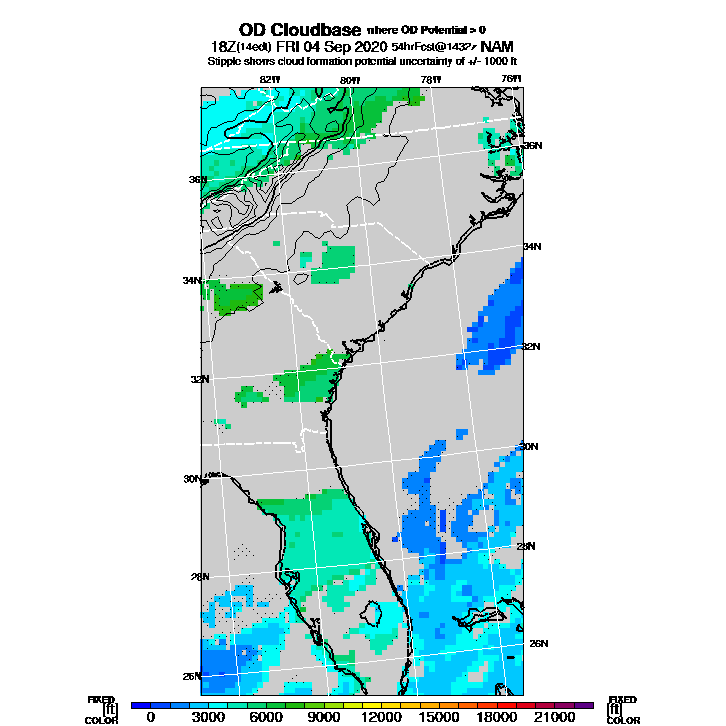 OD Cloudbase where OD Potential > 0
18Z(14edt) FRI 04 Sep 2020 54hrFcst@1432z NAM
Stipple shows cloud formation potential uncertainty of +/- 1000 ft
82W 80W 78W 76W
36N 36N
34N 34N
32N 32N
30N 30N
28N 28N
26N 26N
FIXED FIXED
[ft] [ft]
COLOR COLOR
0 3000 6000 9000 12000 15000 18000 21000